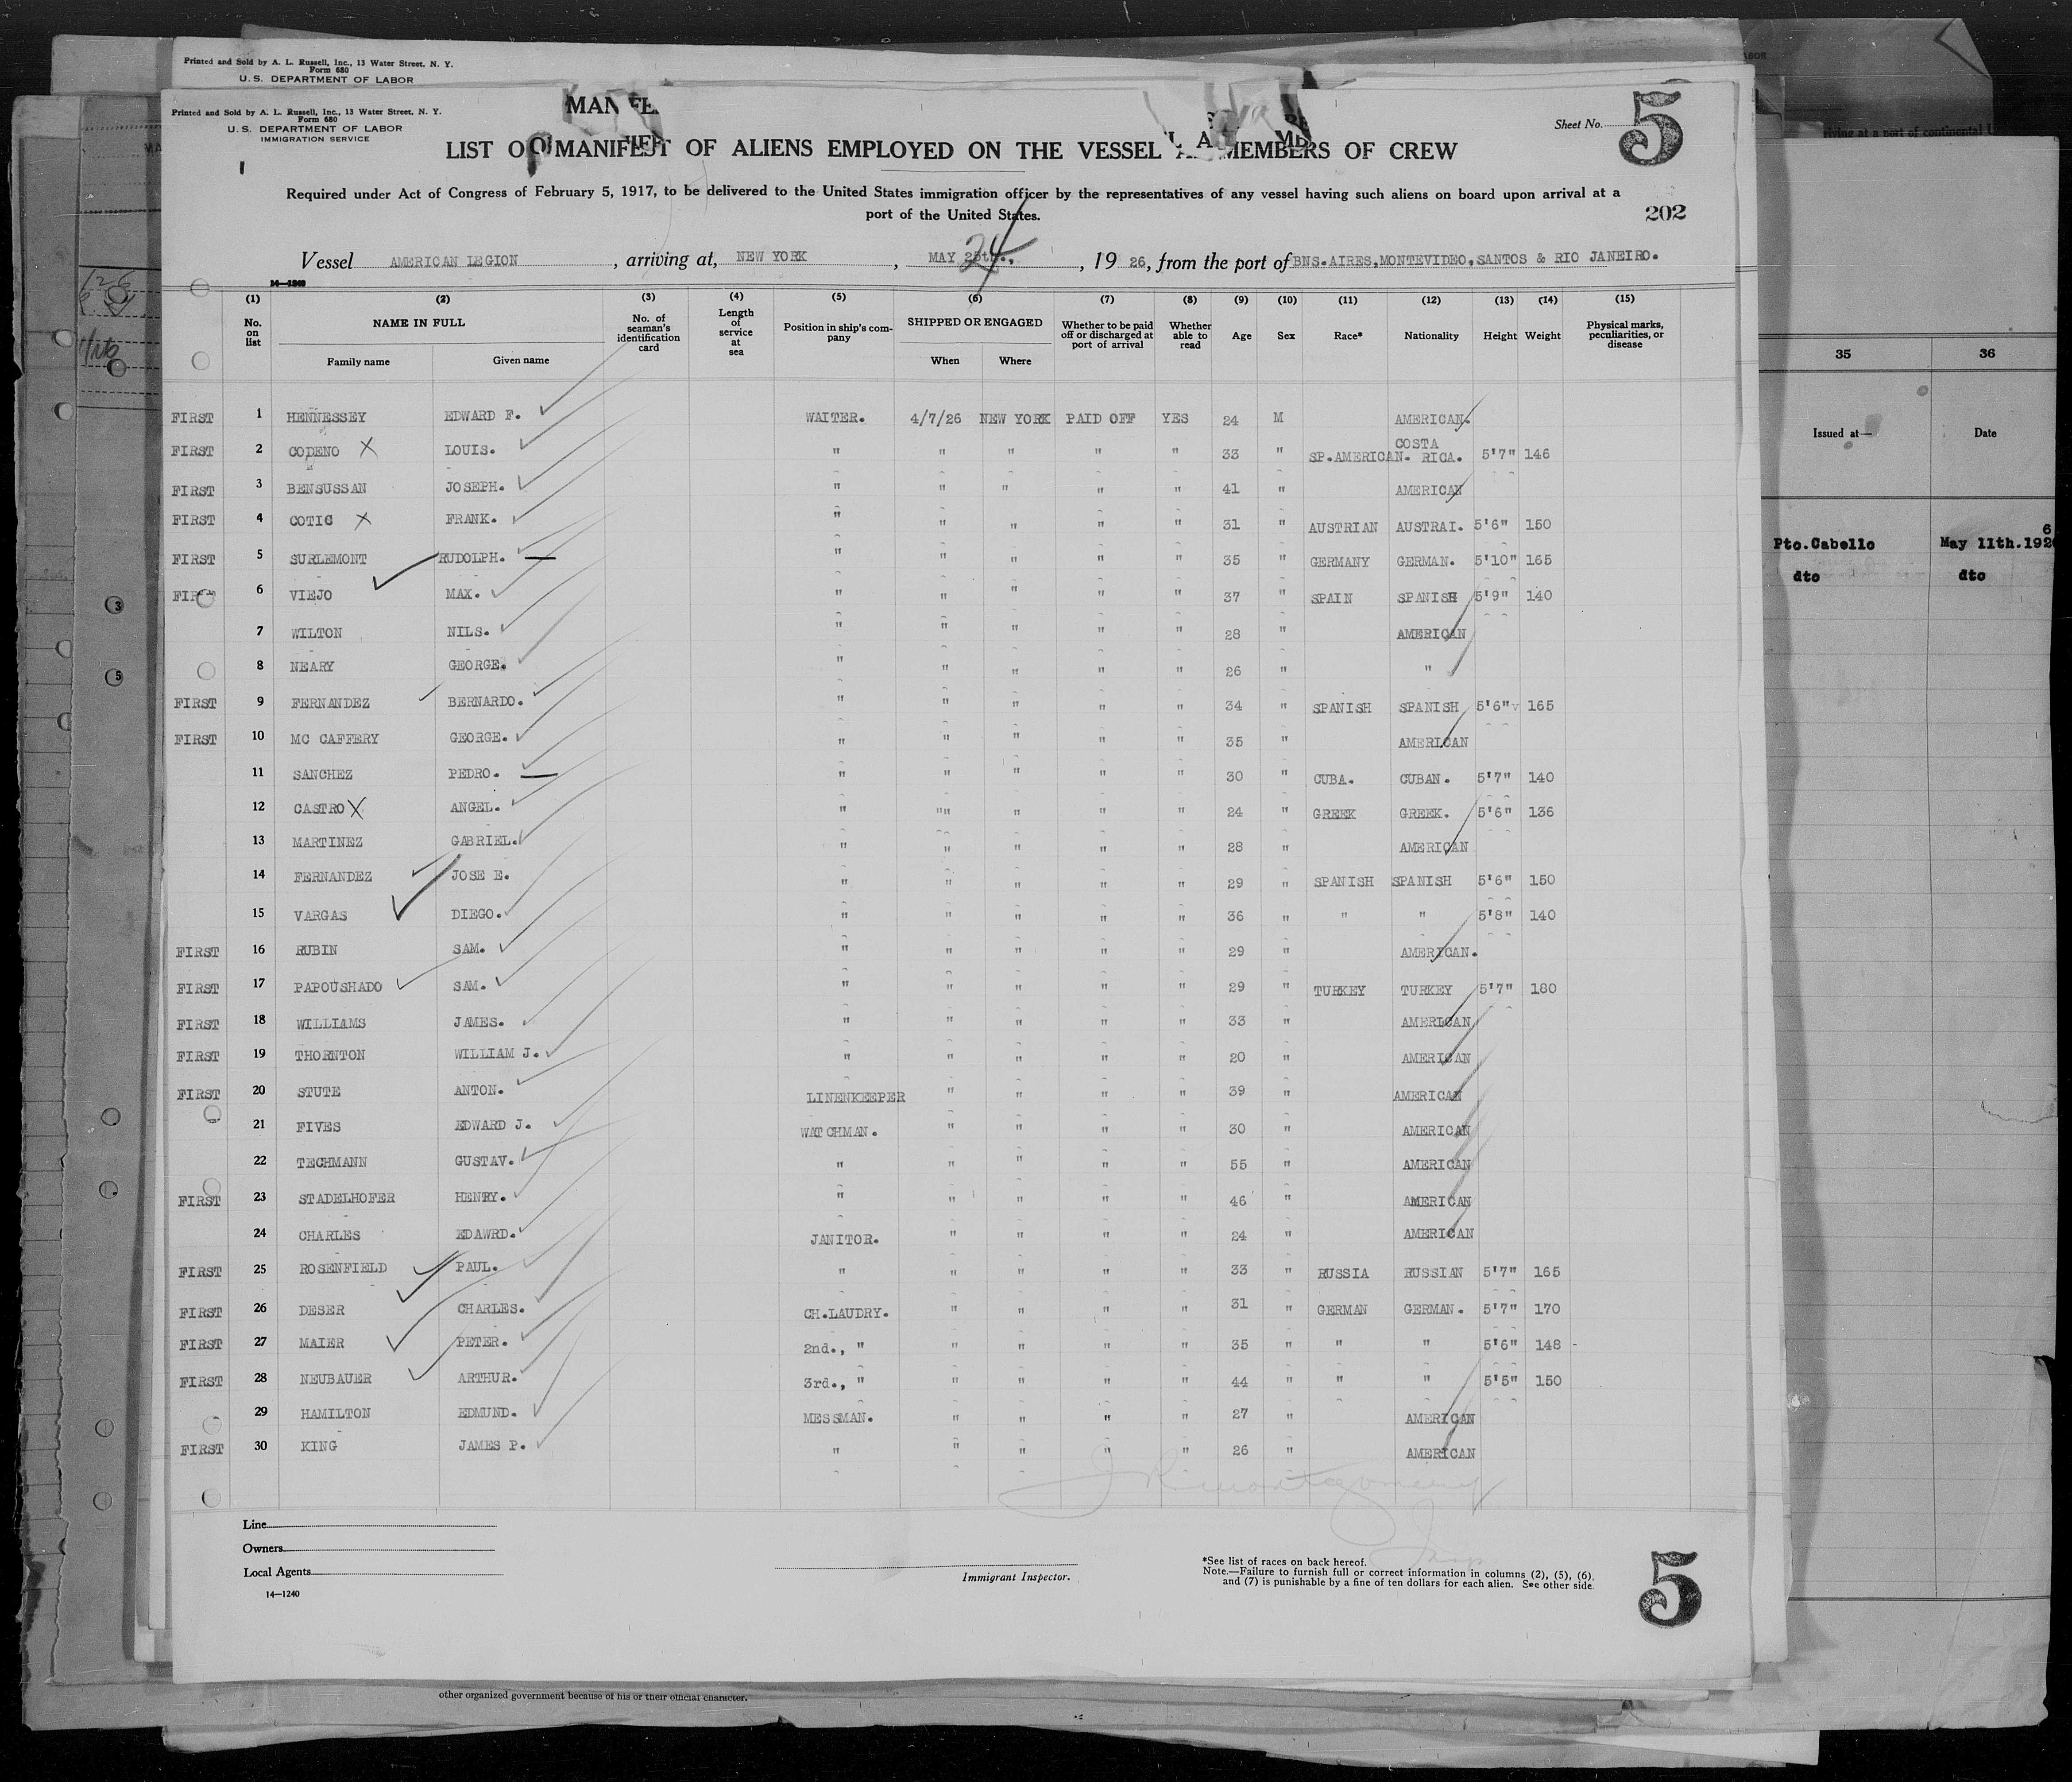 Printed and Sold by A. L. Russell, Inc., 13 Water Street, N. Y.
Form 680
U. S. DEPARTMENT OF LABOR
Printed and Sold by A. L. Russell, Inc., 13 Water Street, N. Y.
Form 680
U. S. DEPARTMENT OF LABOR
IMMIGRATION SERVICE
Sheet No. 5
LIST OR MANIFEST OF ALIENS EMPLOYED ON THE VESSEL AS MEMBERS OF CREW
Required under Act of Congress of February 5, 1917, to be delivered to the United States immigration officer by the representatives of any vessel having such aliens on board upon arrival at a
port of the United States.
202
Vessel AMERICAN LEGION, arriving at, NEW YORK, MAY 25th., 24, 1926, from the port of BNS.AIRES,MONTEVIDEO,SANTOS & RIO JANEIRO.
14—1240
(1) (2) (3) (4) (5) (6) (7) (8) (9) (10) (11) (12) (13) (14) (15)
No. on list NAME IN FULL Family name Given name No. of seaman's identification card Length of service at sea Position in ship's company SHIPPED OR ENGAGED When Where Whether to be paid off or discharged at port of arrival Whether able to read Age Sex Race* Nationality Height Weight Physical marks, peculiarities, or disease
FIRST 1 HENNESSEY EDWARD F. WAITER. 4/7/26 NEW YORK PAID OFF YES 24 M AMERICAN.
FIRST 2 CODENO X LOUIS. " " " " " 33 " SP.AMERICAN. COSTA RICA. 5'7" 146
FIRST 3 BENSUSSAN JOSEPH. " " " " " 41 " AMERICAN
FIRST 4 COTIC X FRANK. " " " " " 31 " AUSTRIAN AUSTRAI. 5'6" 150
FIRST 5 SURLEMONT RUDOLPH. " " " " " 35 " GERMANY GERMAN. 5'10" 165
FIRST 6 VIEJO MAX. " " " " " 37 " SPAIN SPANISH 5'9" 140
7 WILTON NILS. " " " " " 28 " AMERICAN
8 NEARY GEORGE. " " " " " 26 " "
FIRST 9 FERNANDEZ BERNARDO. " " " " " 34 " SPANISH SPANISH 5'6" 165
FIRST 10 MC CAFFERY GEORGE. " " " " " 35 " AMERICAN
11 SANCHEZ PEDRO. " " " " " 30 " CUBA. CUBAN. 5'7" 140
12 CASTRO X ANGEL. " "" " " " 24 " GREEK GREEK. 5'6" 136
13 MARTINEZ GABRIEL. " " " " " 28 " AMERICAN
14 FERNANDEZ JOSE E. " " " " " 29 " SPANISH SPANISH 5'6" 150
15 VARGAS DIEGO. " " " " " 36 " " " 5'8" 140
FIRST 16 RUBIN SAM. " " " " " 29 " AMERICAN.
FIRST 17 PAPOUSHADO SAM. " " " " " 29 " TURKEY TURKEY 5'7" 180
FIRST 18 WILLIAMS JAMES. " " " " " 33 " AMERICAN
FIRST 19 THORNTON WILLIAM J. " " " " " 20 " AMERICAN
FIRST 20 STUTE ANTON. LINENKEEPER " " " " 39 " AMERICAN
21 FIVES EDWARD J. WATCHMAN. " " " " 30 " AMERICAN
22 TECHMANN GUSTAV. " " " " " 55 " AMERICAN
FIRST 23 STADELHOFER HENRY. " " " " " 46 " AMERICAN
24 CHARLES EDAWRD. JANITOR. " " " " 24 " AMERICAN
FIRST 25 ROSENFIELD PAUL. " " " " " 33 " RUSSIA RUSSIAN 5'7" 165
FIRST 26 DESER CHARLES. CH.LAUDRY. " " " " 31 " GERMAN GERMAN. 5'7" 170
FIRST 27 MAIER PETER. 2nd., " " " " " 35 " " " 5'6" 148
FIRST 28 NEUBAUER ARTHUR. 3rd., " " " " " 44 " " " 5'5" 150
29 HAMILTON EDMUND. MESSMAN. " " " " 27 " AMERICAN
FIRST 30 KING JAMES P. " " " " " 26 " AMERICAN
Line
Owners
Local Agents
14—1240
Immigrant Inspector.
*See list of races on back hereof.
Note.—Failure to furnish full or correct information in columns (2), (5), (6),
and (7) is punishable by a fine of ten dollars for each alien. See other side.
5
35 36
Issued at— Date
Pto.Cabello May 11th.1926
dto dto
other organized government because of his or their official character.